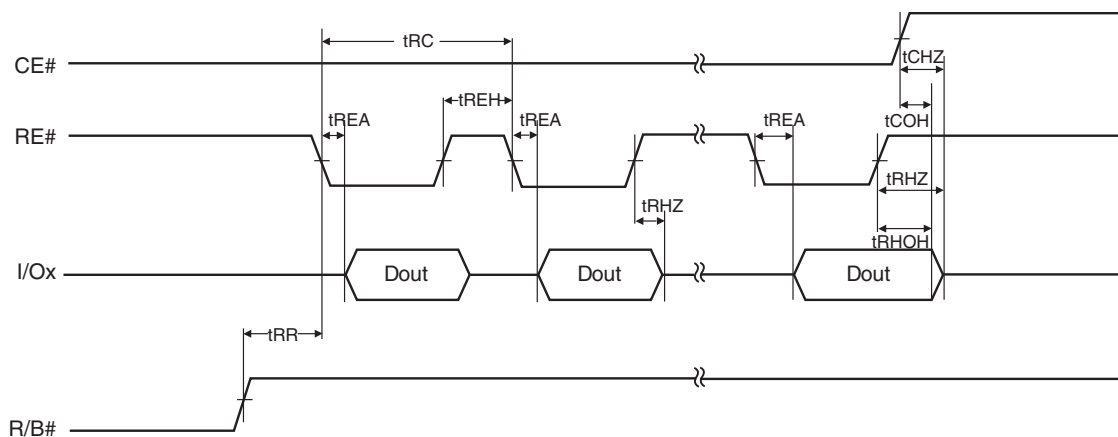 tRC
CE#
tCHZ
tREH
tREA
tREA
tREA
tCOH
RE#
tRHZ
tRHZ
tRHOH
I/Ox
Dout
Dout
Dout
tRR
R/B#